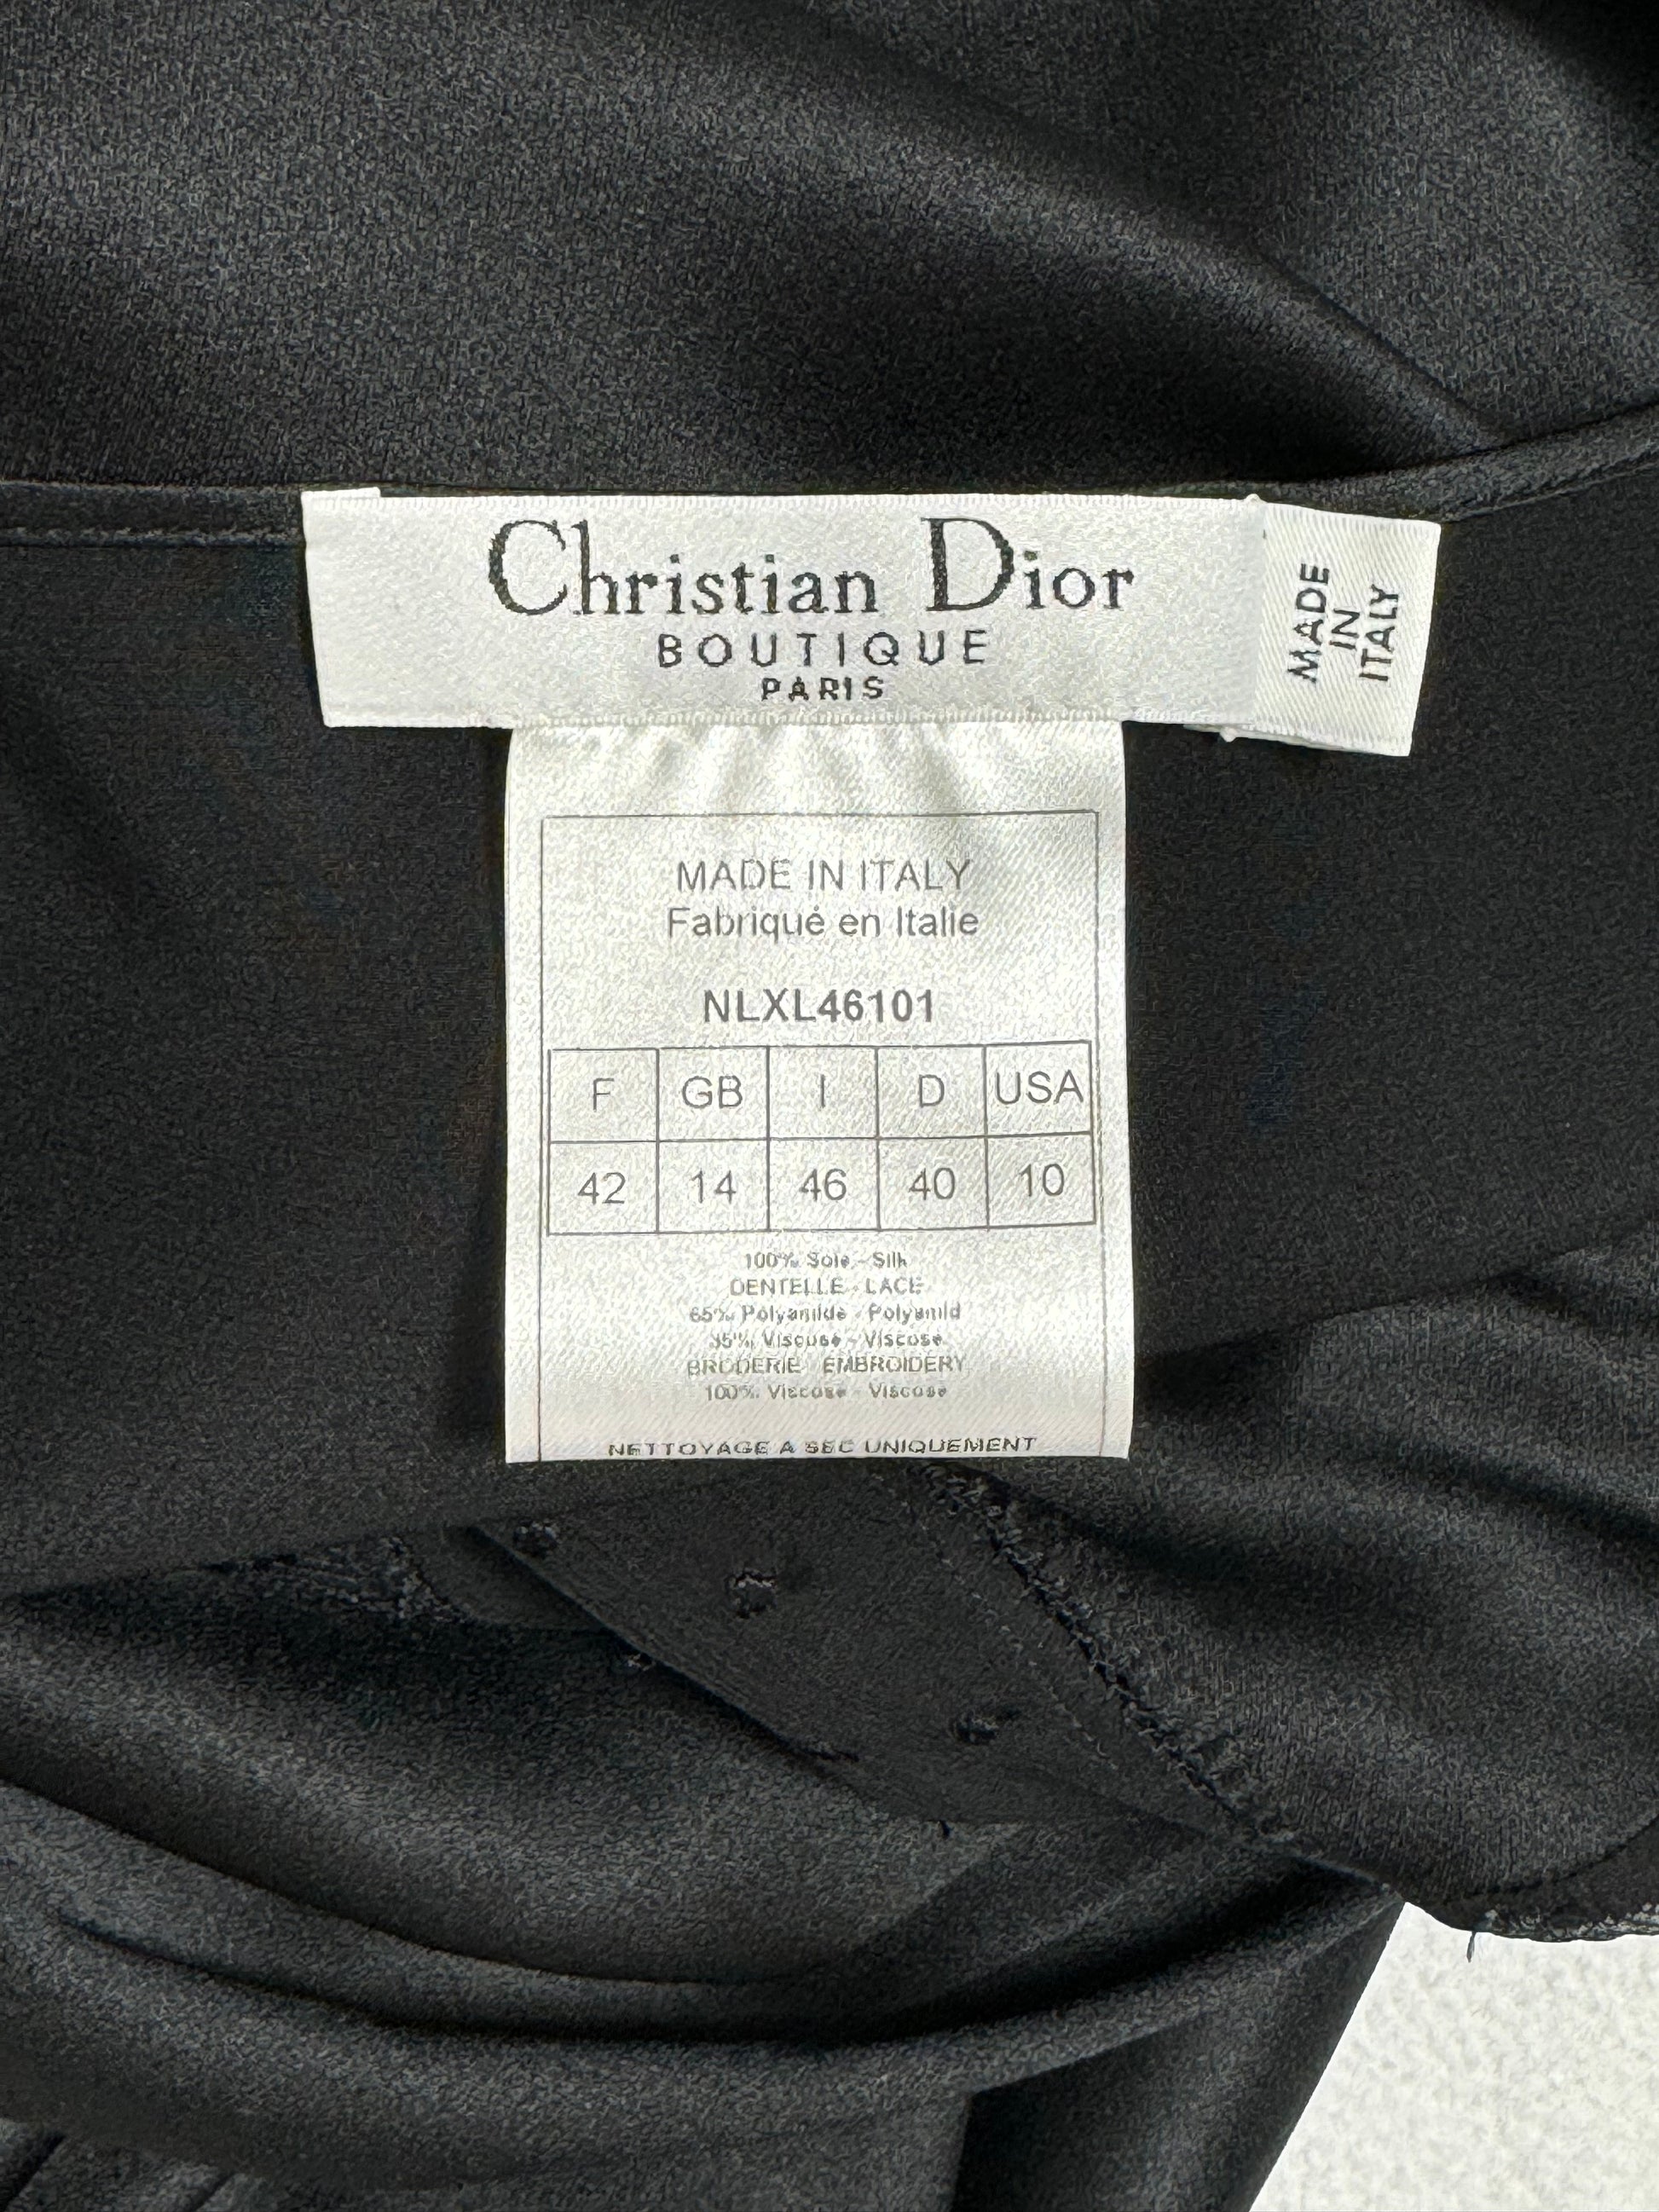 Christian Dior
BOUTIQUE
PARIS
MADE
IN
ITALY
MADE IN ITALY
Fabriqué en Italie
NLXL46101
F GB I D USA
42 14 46 40 10
100% Soie - Silk
DENTELLE - LACE
65% Polyamide - Polyamid
35% Viscose - Viscose
BRODERIE - EMBROIDERY
100% Viscose - Viscose
NETTOYAGE A SEC UNIQUEMENT